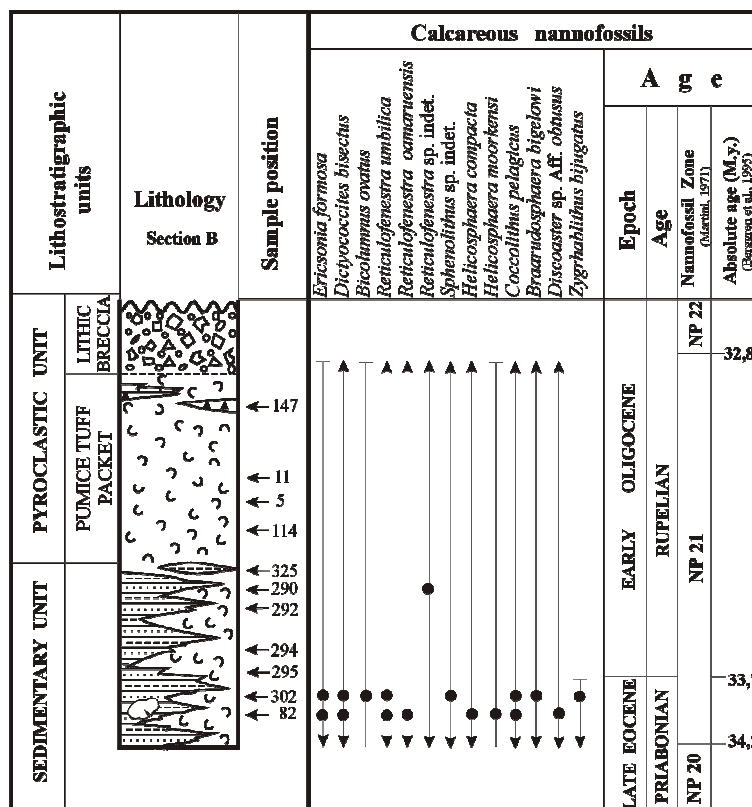 Calcareous nannofossils
Lithostratigraphic
units
Lithology
Section B
Sample position
Ericsonia formosa
Dictyococcites bisectus
Bicolumnus ovatus
Reticulofenestra umbilica
Reticulofenestra oamaruensis
Reticulofenestra sp. indet.
Sphenolithus sp. indet.
Helicosphaera compacta
Helicosphaera moorkensi
Coccolithus pelagicus
Braarudosphaera bigelowi
Discoaster sp. Aff. obtusus
Zygrhablithus bijugatus
A g e
Epoch
Age
Nannofossil Zone
(Martini, 1971)
Absolute age (M.y.)
PYROCLASTIC UNIT
LITHIC
BRECCIA
PUMICE TUFF
PACKET
SEDIMENTARY UNIT
147
11
5
114
325
290
292
294
295
302
82
EARLY OLIGOCENE
LATE EOCENE
RUPELIAN
PRIABONIAN
NP 22
NP 21
NP 20
32,8
33,
34,